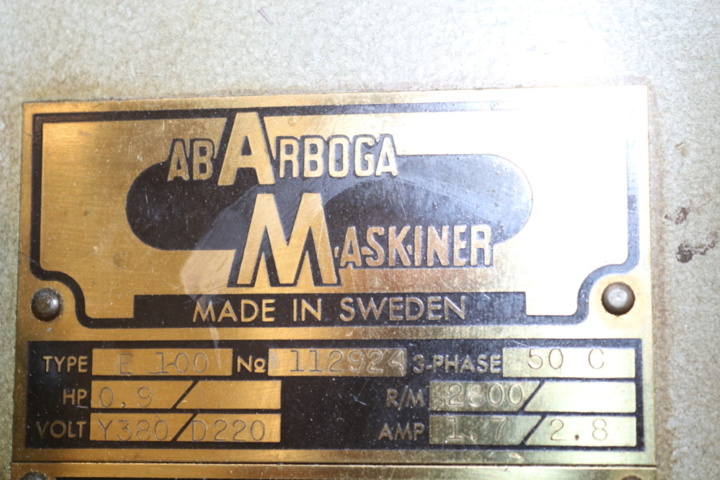 AB ARBOGA
MASKINER
MADE IN SWEDEN
TYPE E 100 No 112924 3-PHASE 50 C
HP 0,9 / R/M 2800 /
VOLT Y380 / D220 AMP 1.7 / 2.8